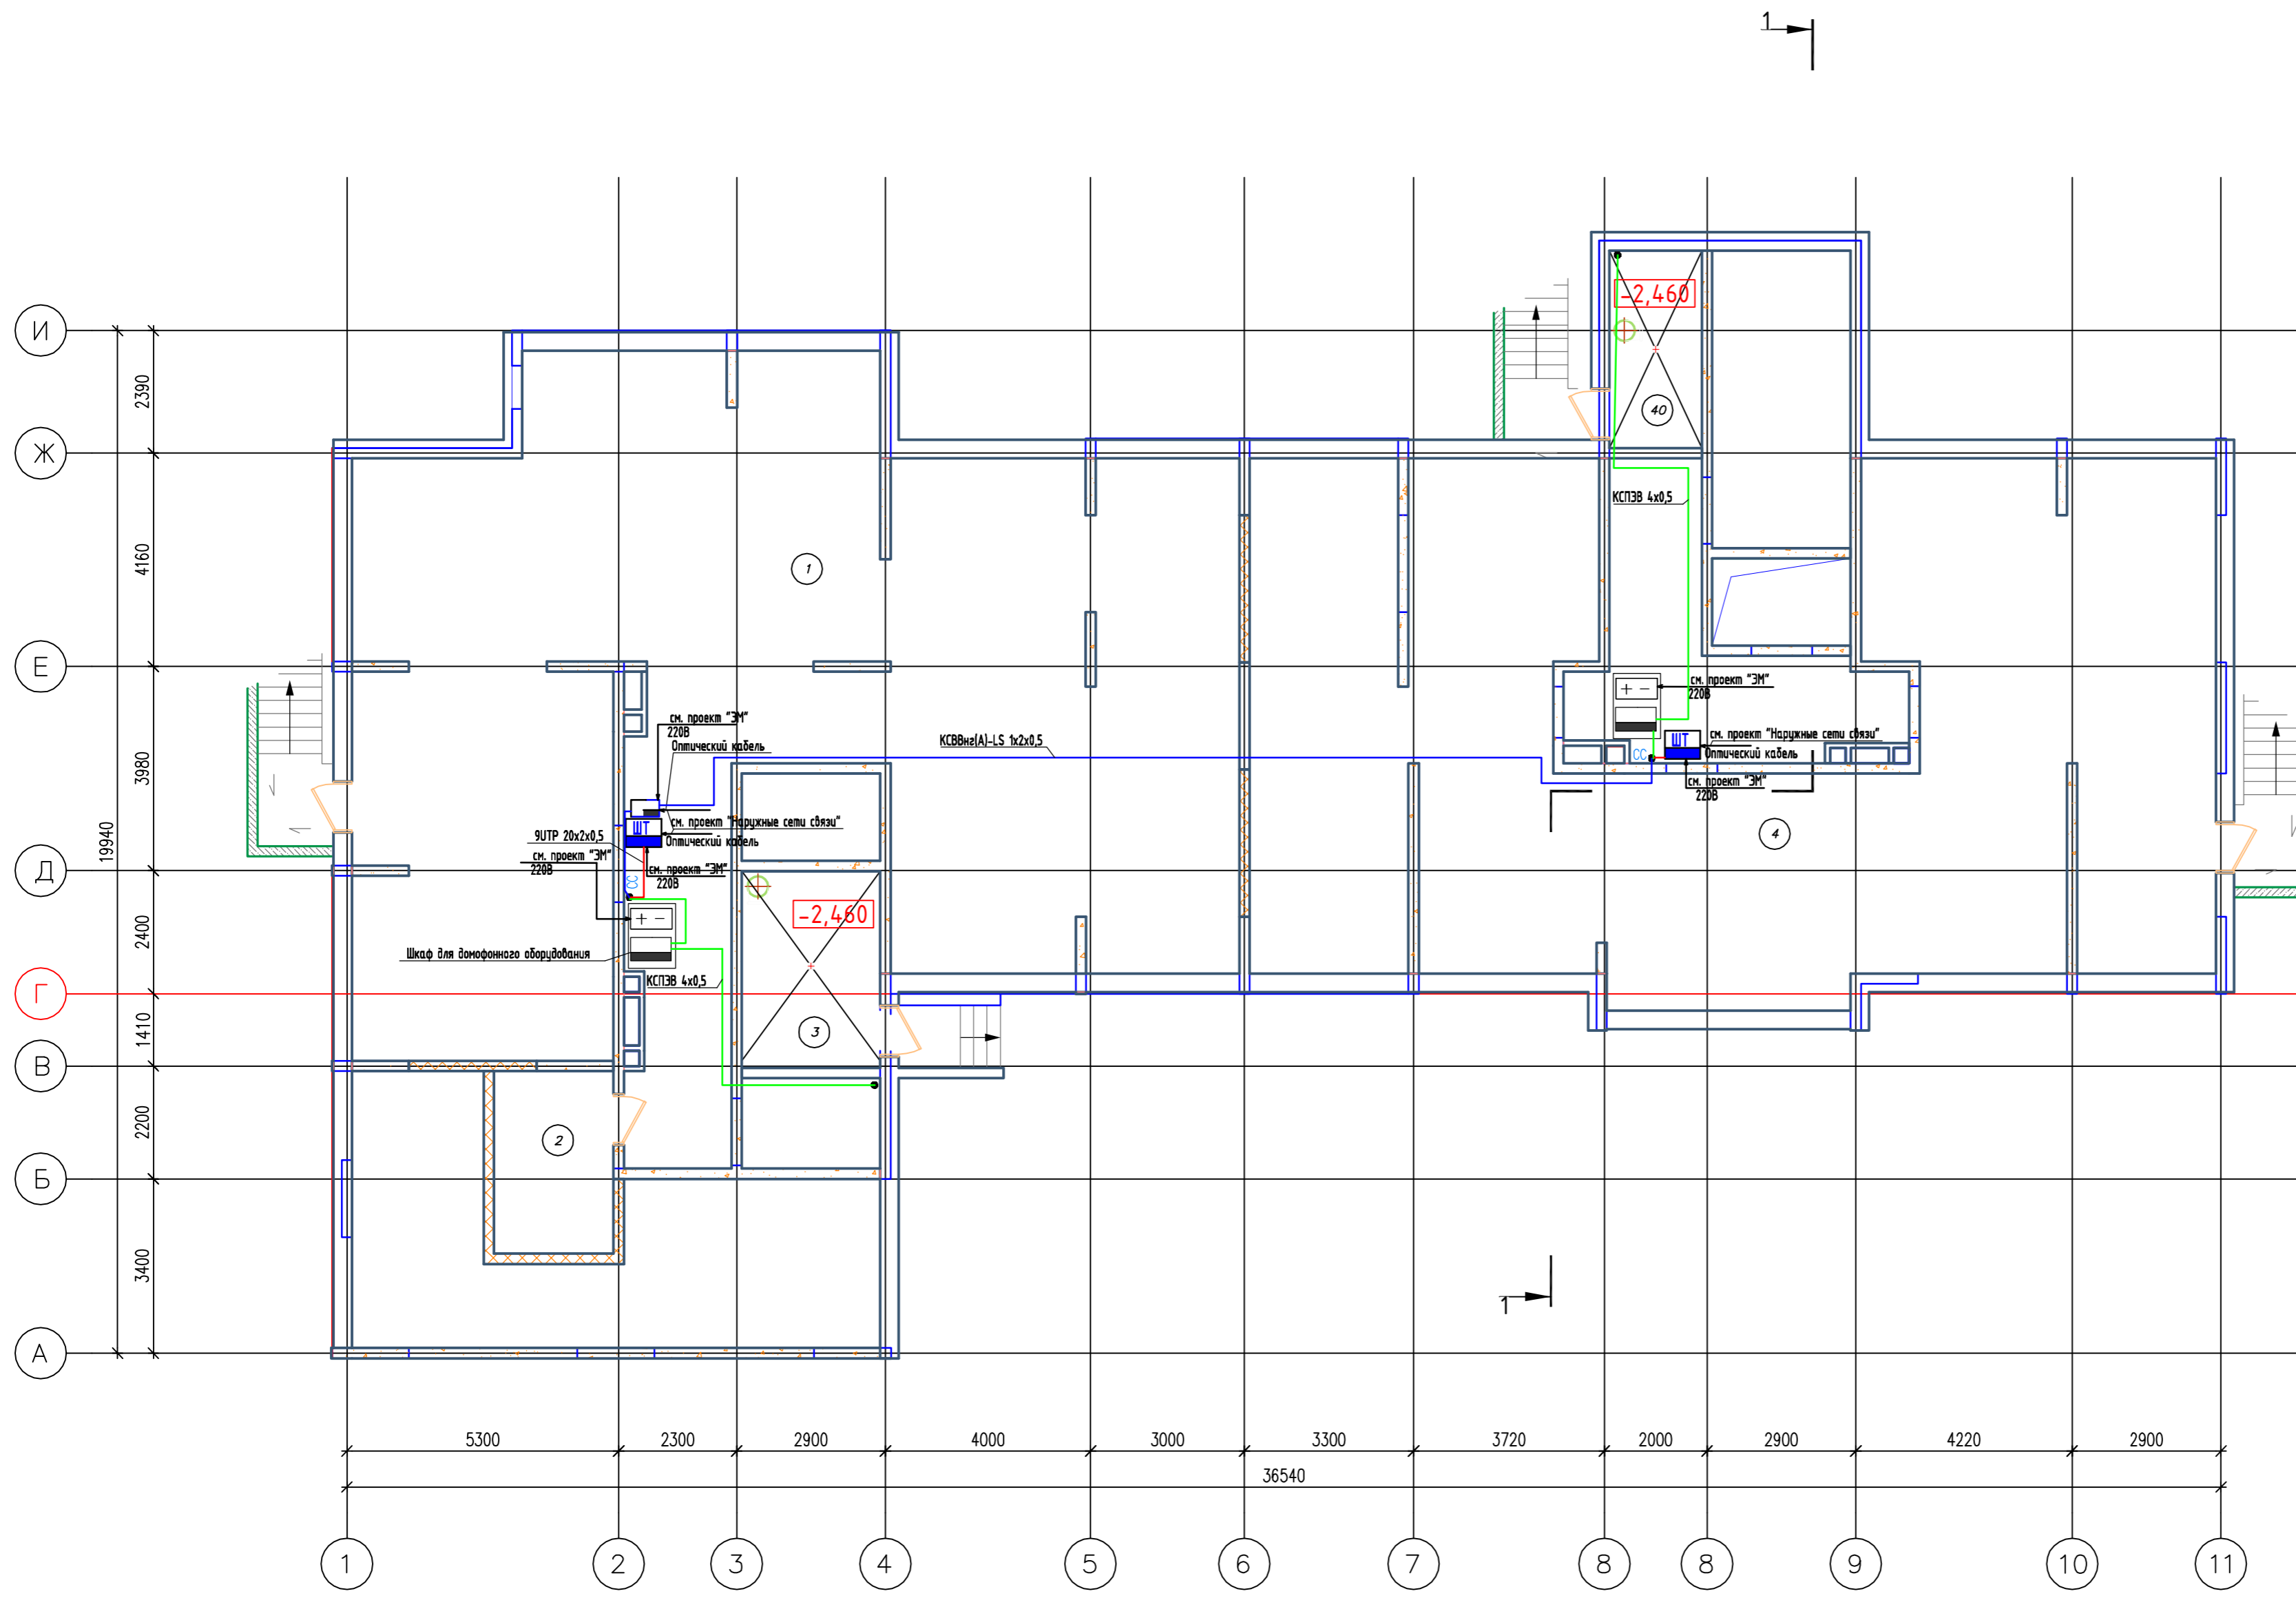 1
И
-2,460
2390
40
Ж
КСПЭВ 4х0,5
4160
1
Е
см. проект "ЭМ"
220В
см. проект "ЭМ"
220В
Оптический кабель
КСВВнг(А)-LS 1х2х0,5
ШТ
см. проект "Наружные сети связи"
СС
Оптический кабель
3980
см. проект "ЭМ"
220В
19940
9UTP 20х2х0,5
ШТ
см. проект "Наружные сети связи"
Оптический кабель
4
см. проект "ЭМ"
220В
см. проект "ЭМ"
220В
СС
Д
-2,460
2400
Шкаф для домофонного оборудования
КСПЭВ 4х0,5
Г
1410
3
В
2200
2
Б
3400
1
А
5300
2300
2900
4000
3000
3300
3720
2000
2900
4220
2900
36540
1
2
3
4
5
6
7
8
8
9
10
11